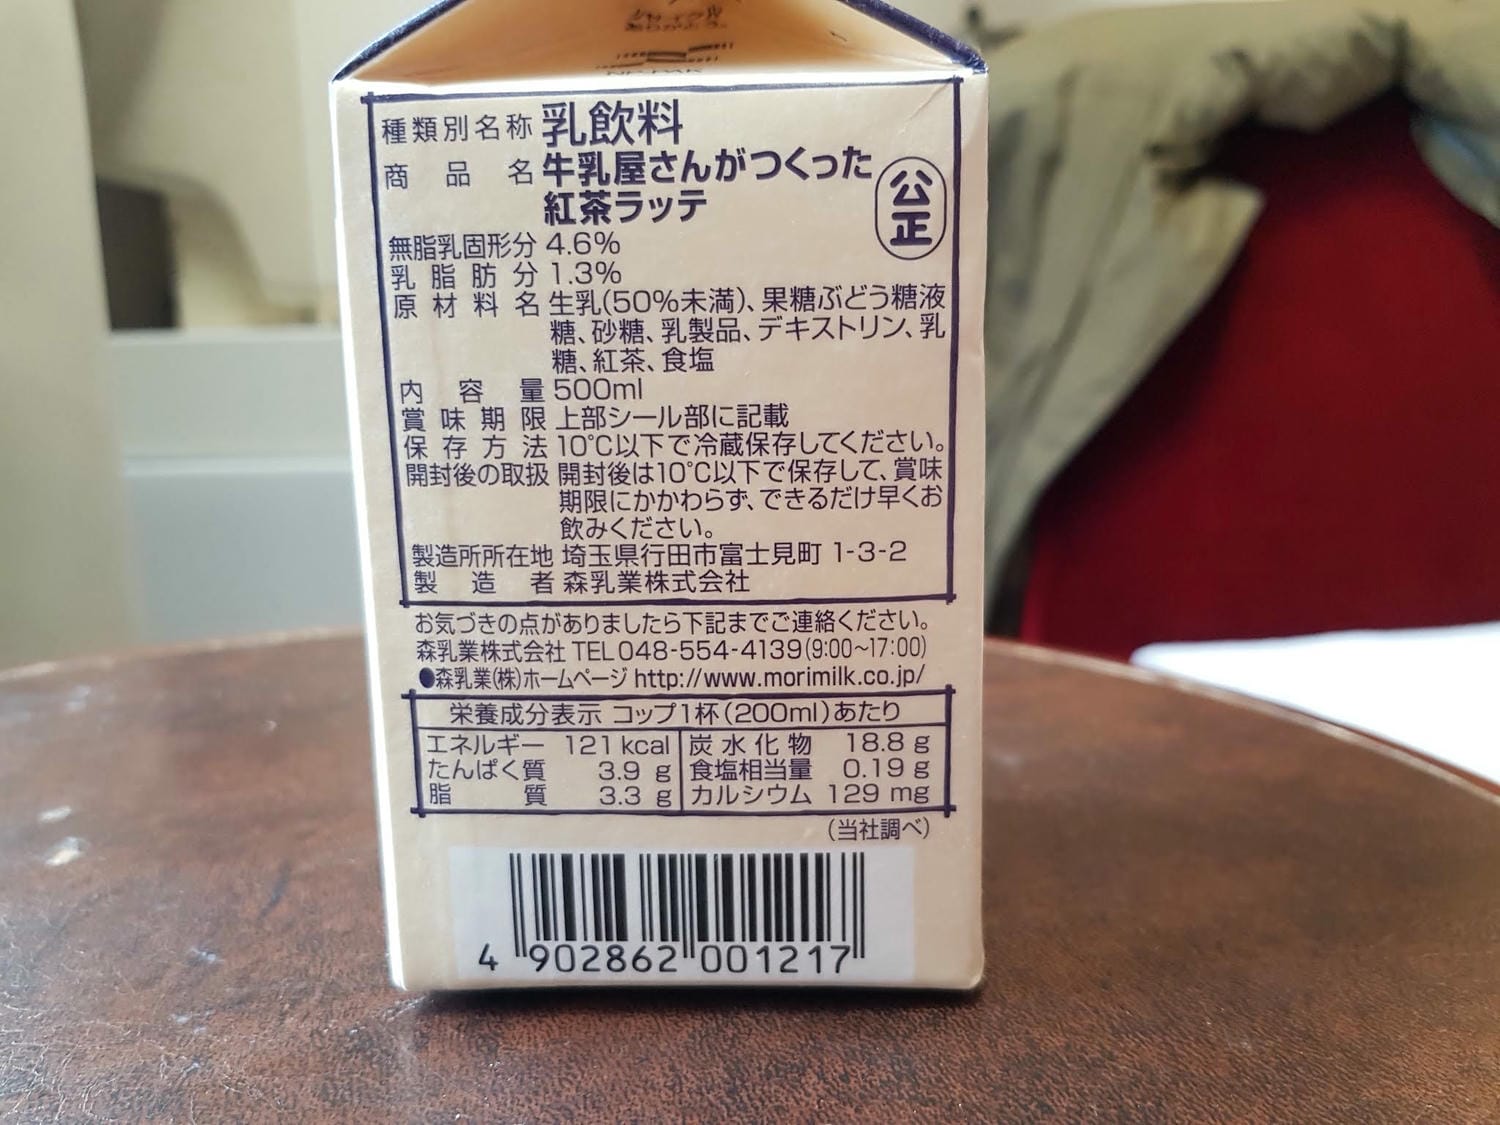 種類別名称 乳飲料
商品名 牛乳屋さんがつくった
紅茶ラッテ
公正
無脂乳固形分 4.6%
乳脂肪分 1.3%
原材料名 生乳(50%未満)、果糖ぶどう糖液
糖、砂糖、乳製品、デキストリン、乳
糖、紅茶、食塩
内容量 500ml
賞味期限 上部シール部に記載
保存方法 10℃以下で冷蔵保存してください。
開封後の取扱 開封後は10℃以下で保存して、賞味
期限にかかわらず、できるだけ早くお
飲みください。
製造所所在地 埼玉県行田市富士見町 1-3-2
製造者 森乳業株式会社
お気づきの点がありましたら下記までご連絡ください。
森乳業株式会社 TEL048-554-4139(9:00~17:00)
●森乳業(株)ホームページ http://www.morimilk.co.jp/
栄養成分表示 コップ1杯(200ml)あたり
エネルギー 121kcal 炭水化物 18.8g
たんぱく質 3.9g 食塩相当量 0.19g
脂質 3.3g カルシウム 129mg
(当社調べ)
4 902862 001217